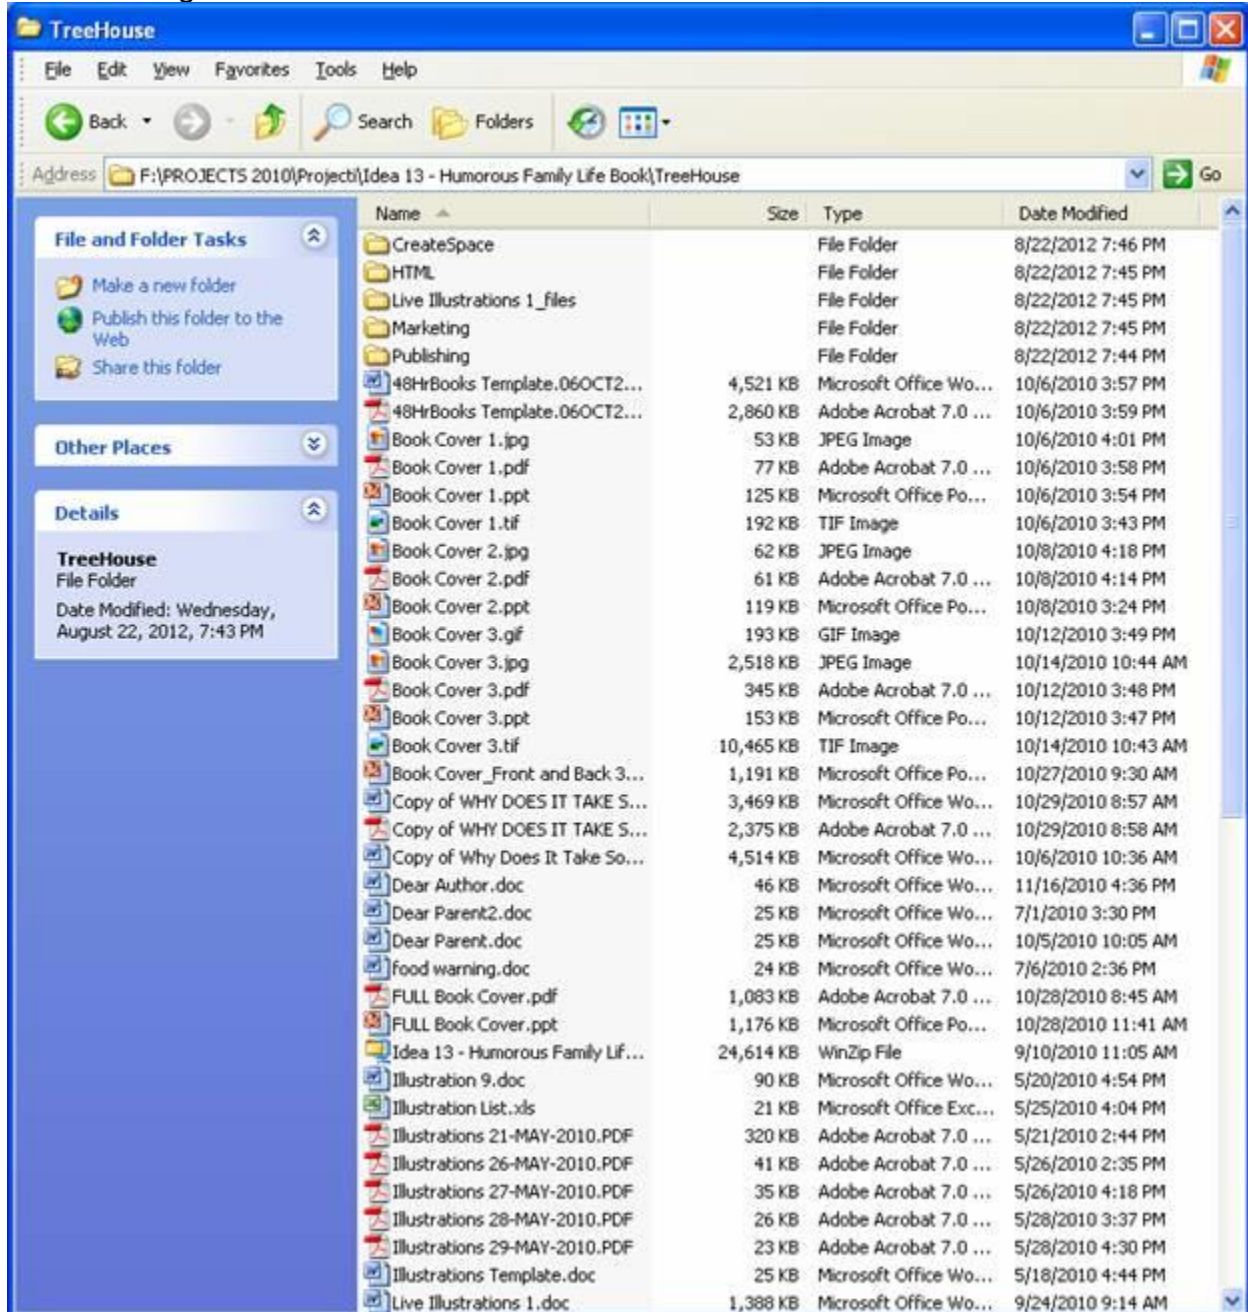 TreeHouse
File Edit View Favorites Tools Help
Back Search Folders
Address F:\PROJECTS 2010\Projecti\Idea 13 - Humorous Family Life Book\TreeHouse Go
File and Folder Tasks
Make a new folder
Publish this folder to the
Web
Share this folder
Other Places
Details
TreeHouse
File Folder
Date Modified: Wednesday,
August 22, 2012, 7:43 PM
Name Size Type Date Modified
CreateSpace File Folder 8/22/2012 7:46 PM
HTML File Folder 8/22/2012 7:45 PM
Live Illustrations 1_files File Folder 8/22/2012 7:45 PM
Marketing File Folder 8/22/2012 7:45 PM
Publishing File Folder 8/22/2012 7:44 PM
48HrBooks Template.06OCT2... 4,521 KB Microsoft Office Wo... 10/6/2010 3:57 PM
48HrBooks Template.06OCT2... 2,860 KB Adobe Acrobat 7.0 ... 10/6/2010 3:59 PM
Book Cover 1.jpg 53 KB JPEG Image 10/6/2010 4:01 PM
Book Cover 1.pdf 77 KB Adobe Acrobat 7.0 ... 10/6/2010 3:58 PM
Book Cover 1.ppt 125 KB Microsoft Office Po... 10/6/2010 3:54 PM
Book Cover 1.tif 192 KB TIF Image 10/6/2010 3:43 PM
Book Cover 2.jpg 62 KB JPEG Image 10/8/2010 4:18 PM
Book Cover 2.pdf 61 KB Adobe Acrobat 7.0 ... 10/8/2010 4:14 PM
Book Cover 2.ppt 119 KB Microsoft Office Po... 10/8/2010 3:24 PM
Book Cover 3.gif 193 KB GIF Image 10/12/2010 3:49 PM
Book Cover 3.jpg 2,518 KB JPEG Image 10/14/2010 10:44 AM
Book Cover 3.pdf 345 KB Adobe Acrobat 7.0 ... 10/12/2010 3:48 PM
Book Cover 3.ppt 153 KB Microsoft Office Po... 10/12/2010 3:47 PM
Book Cover 3.tif 10,465 KB TIF Image 10/14/2010 10:43 AM
Book Cover_Front and Back 3... 1,191 KB Microsoft Office Po... 10/27/2010 9:30 AM
Copy of WHY DOES IT TAKE S... 3,469 KB Microsoft Office Wo... 10/29/2010 8:57 AM
Copy of WHY DOES IT TAKE S... 2,375 KB Adobe Acrobat 7.0 ... 10/29/2010 8:58 AM
Copy of Why Does It Take So... 4,514 KB Microsoft Office Wo... 10/6/2010 10:36 AM
Dear Author.doc 46 KB Microsoft Office Wo... 11/16/2010 4:36 PM
Dear Parent2.doc 25 KB Microsoft Office Wo... 7/1/2010 3:30 PM
Dear Parent.doc 25 KB Microsoft Office Wo... 10/5/2010 10:05 AM
food warning.doc 24 KB Microsoft Office Wo... 7/6/2010 2:36 PM
FULL Book Cover.pdf 1,083 KB Adobe Acrobat 7.0 ... 10/28/2010 8:45 AM
FULL Book Cover.ppt 1,176 KB Microsoft Office Po... 10/28/2010 11:41 AM
Idea 13 - Humorous Family Lif... 24,614 KB WinZip File 9/10/2010 11:05 AM
Illustration 9.doc 90 KB Microsoft Office Wo... 5/20/2010 4:54 PM
Illustration List.xls 21 KB Microsoft Office Exc... 5/25/2010 4:04 PM
Illustrations 21-MAY-2010.PDF 320 KB Adobe Acrobat 7.0 ... 5/21/2010 2:44 PM
Illustrations 26-MAY-2010.PDF 41 KB Adobe Acrobat 7.0 ... 5/26/2010 2:35 PM
Illustrations 27-MAY-2010.PDF 35 KB Adobe Acrobat 7.0 ... 5/26/2010 4:18 PM
Illustrations 28-MAY-2010.PDF 26 KB Adobe Acrobat 7.0 ... 5/28/2010 3:37 PM
Illustrations 29-MAY-2010.PDF 23 KB Adobe Acrobat 7.0 ... 5/28/2010 4:30 PM
Illustrations Template.doc 25 KB Microsoft Office Wo... 5/18/2010 4:44 PM
Live Illustrations 1.doc 1,388 KB Microsoft Office Wo... 9/24/2010 9:14 AM